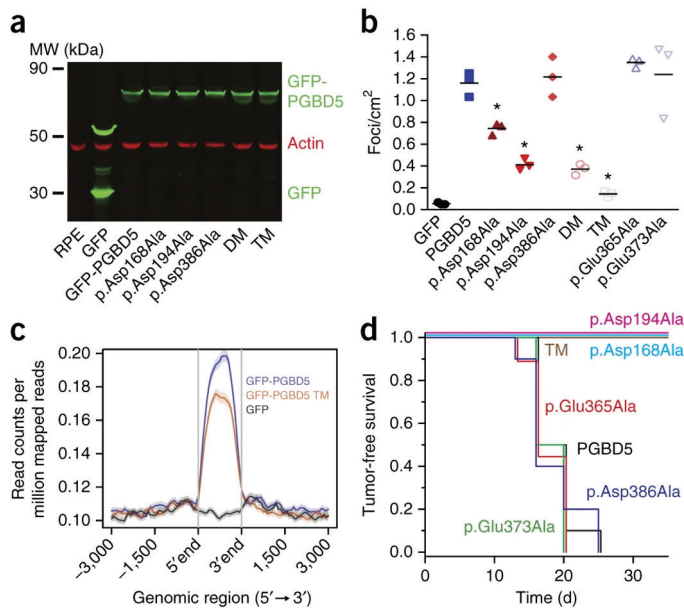 a
MW (kDa)
90
50
30
GFP-
PGBD5
Actin
GFP
RPE
GFP
GFP-PGBD5
p.Asp168Ala
p.Asp194Ala
p.Asp386Ala
DM
TM
b
Foci/cm²
1.6
1.4
1.2
1.0
0.8
0.6
0.4
0.2
0.0
*
*
*
*
GFP
PGBD5
p.Asp168Ala
p.Asp194Ala
p.Asp386Ala
DM
TM
p.Glu365Ala
p.Glu373Ala
c
Read counts per
million mapped reads
0.20
0.18
0.16
0.14
0.12
0.10
GFP-PGBD5
GFP-PGBD5 TM
GFP
−3,000
−1,500
5′ end
3′ end
1,500
3,000
Genomic region (5′→ 3′)
d
Tumor-free survival
1.0
0.8
0.6
0.4
0.2
0.0
p.Asp194Ala
TM
p.Asp168Ala
p.Glu365Ala
PGBD5
p.Asp386Ala
p.Glu373Ala
0
10
20
30
Time (d)